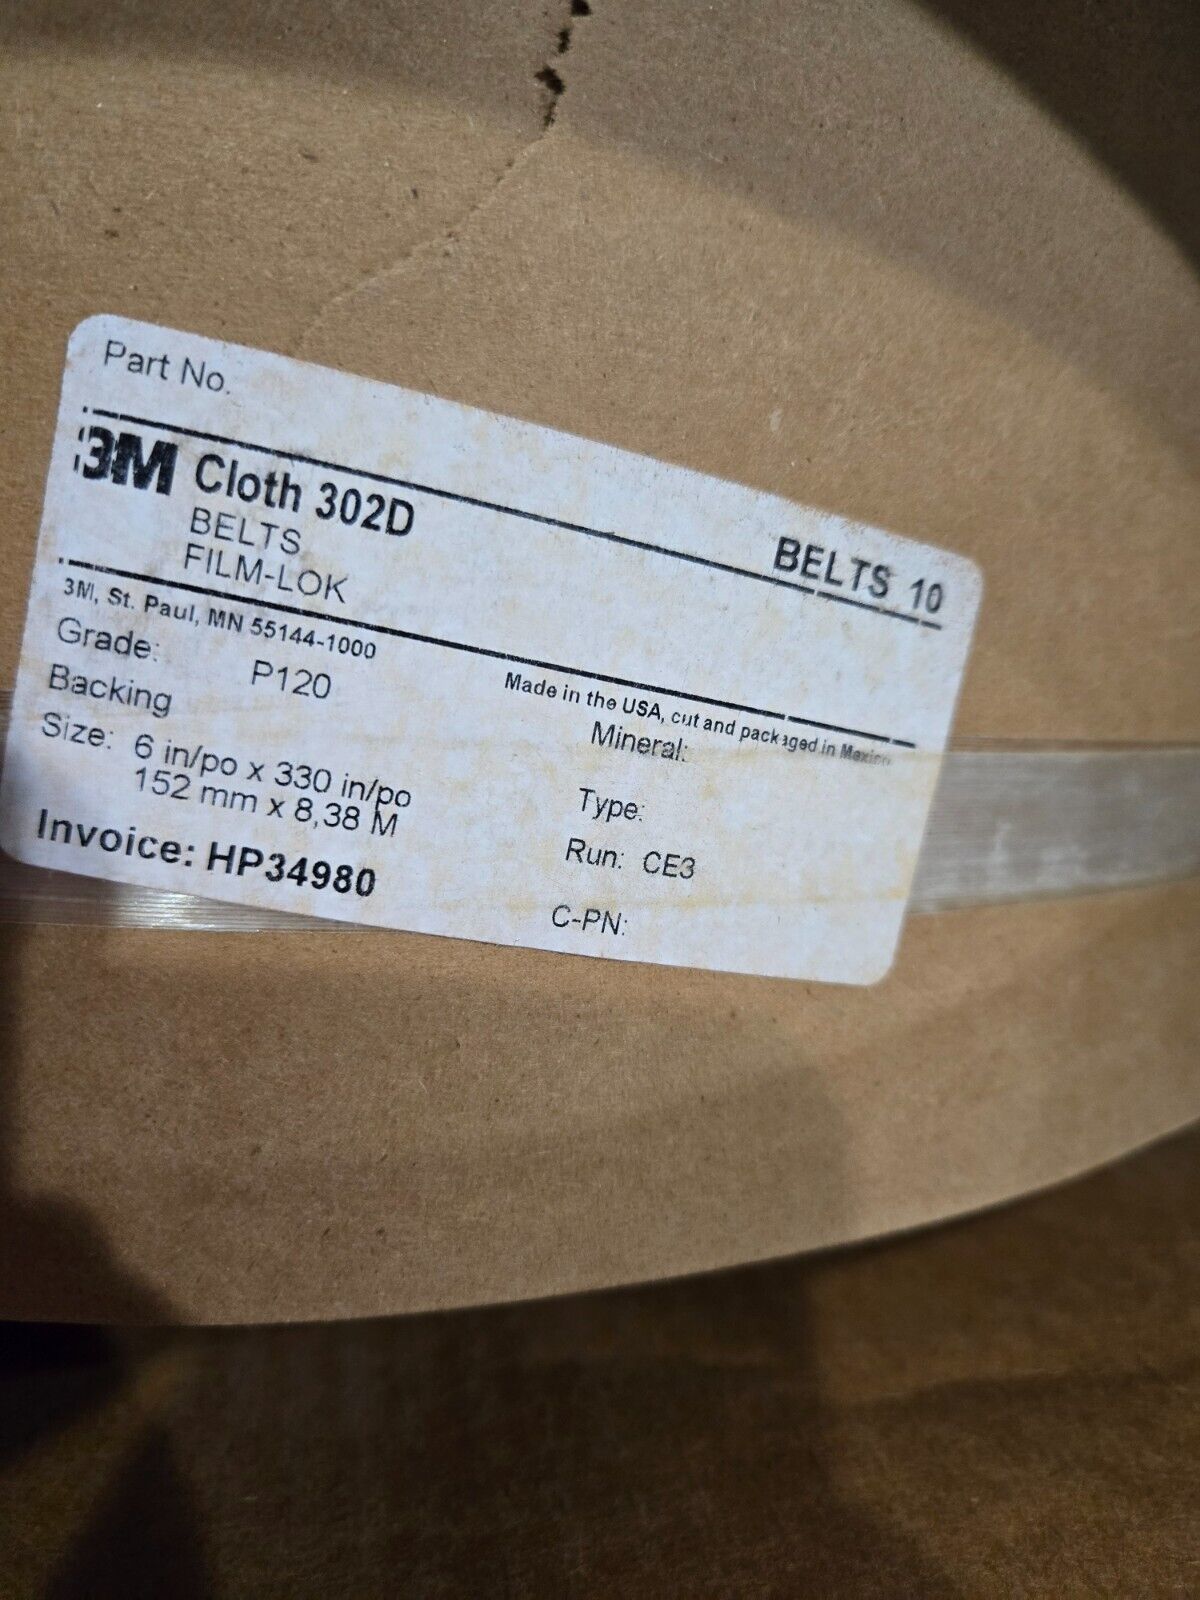 Part No.
3M Cloth 302D
BELTS 10
BELTS
FILM-LOK
3M, St. Paul, MN 55144-1000
Made in the USA, cut and packaged in Mexico
Grade: P120
Mineral:
Backing
Type:
Size: 6 in/po x 330 in/po
152 mm x 8,38 M
Run: CE3
Invoice: HP34980
C-PN: